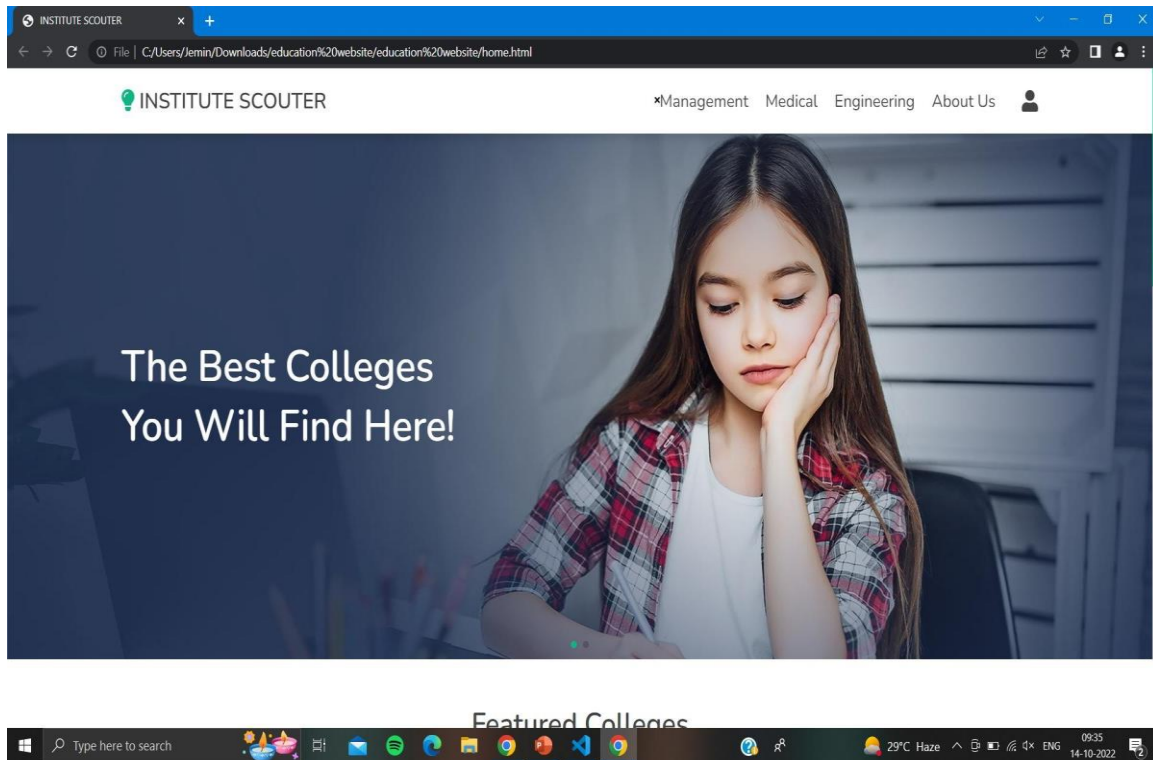 INSTITUTE SCOUTER
File | C:/Users/Jemin/Downloads/education%20website/education%20website/home.html
INSTITUTE SCOUTER
×Management Medical Engineering About Us
The Best Colleges
You Will Find Here!
Featured Colleges
Type here to search
29°C Haze
ENG
09:35
14-10-2022
2